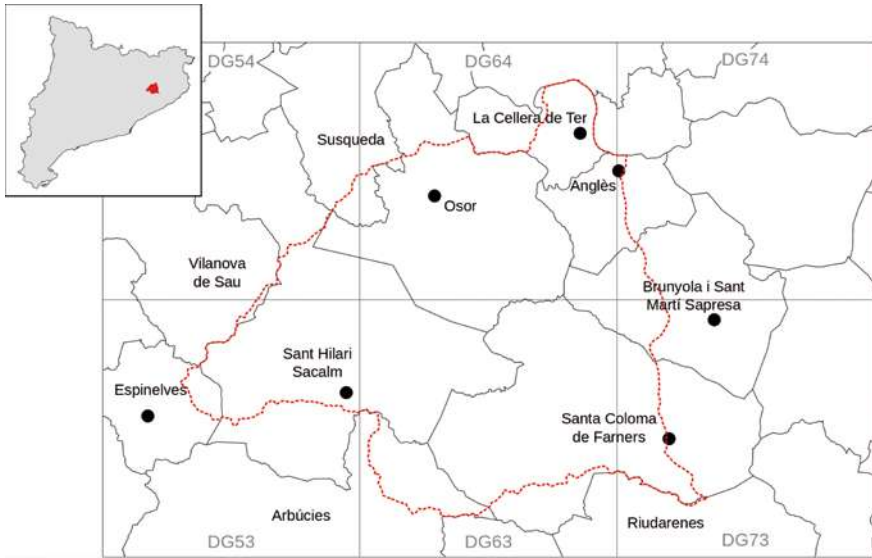 DG54
DG64
DG74
La Cellera de Ter
Susqueda
Anglès
Osor
Vilanova
de Sau
Brunyola i Sant
Martí Sapresa
Sant Hilari
Sacalm
Espinelves
Santa Coloma
de Farners
Arbúcies
Riudarenes
DG53
DG63
DG73